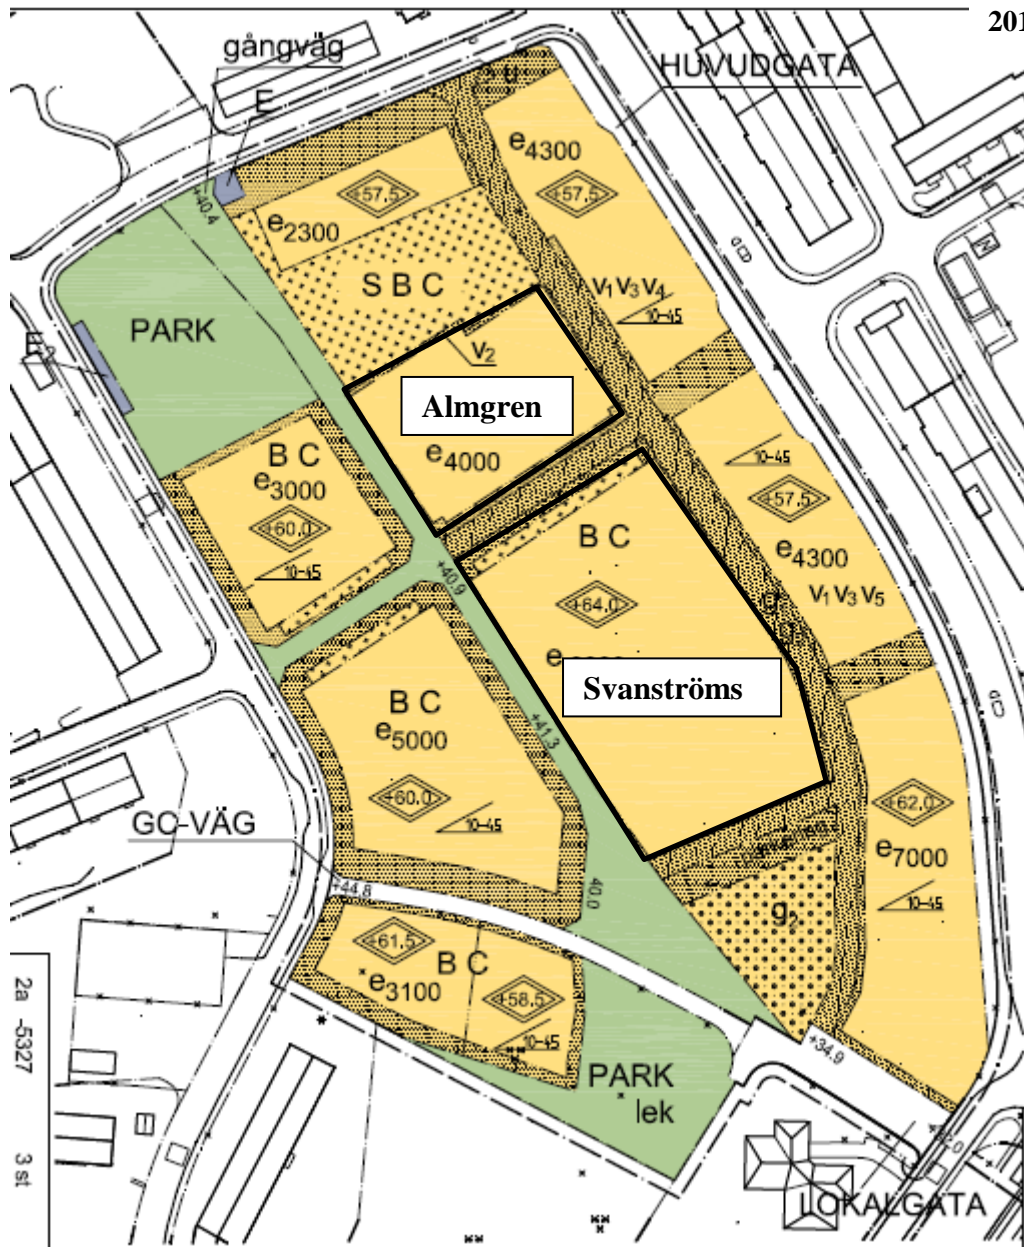 201
gångväg
HUVUDGATA
E
u
e4300
+57.5
+57.5
+40.4
e2300
S B C
V1 V3 V4
10-45
PARK
E2
V2
Almgren
e4000
B C
e3000
+60.0
10-45
10-45
+57.5
B C
e4300
V1 V3 V5
+40.9
+64.0
g
Svanströms
B C
e5000
+41.3
+60.0
10-45
+62.0
e7000
10-45
GC-VÄG
+44.8
40.0
g2
+61.5
B C
e3100
+58.5
10-45
+34.9
PARK
lek
LOKALGATA
2a -5327 3 st